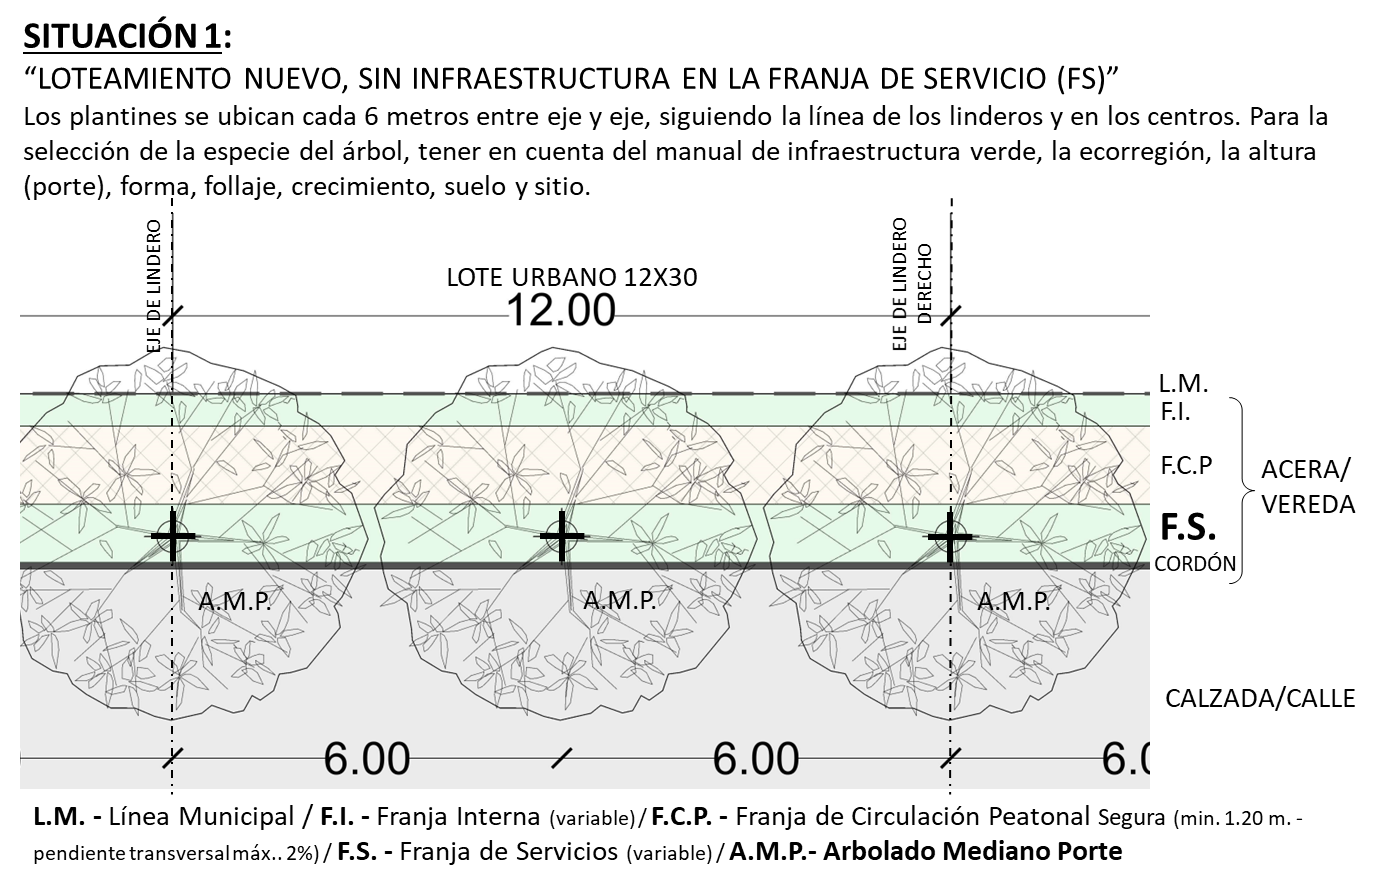 SITUACIÓN 1:
“LOTEAMIENTO NUEVO, SIN INFRAESTRUCTURA EN LA FRANJA DE SERVICIO (FS)”
Los plantines se ubican cada 6 metros entre eje y eje, siguiendo la línea de los linderos y en los centros. Para la
selección de la especie del árbol, tener en cuenta del manual de infraestructura verde, la ecorregión, la altura
(porte), forma, follaje, crecimiento, suelo y sitio.
EJE DE LINDERO
LOTE URBANO 12X30
12.00
EJE DE LINDERO
DERECHO
L.M.
F.I.
F.C.P
F.S.
CORDÓN
ACERA/
VEREDA
A.M.P.
A.M.P.
A.M.P.
CALZADA/CALLE
6.00
6.00
6.0
L.M. - Línea Municipal / F.I. - Franja Interna (variable) / F.C.P. - Franja de Circulación Peatonal Segura (min. 1.20 m. -
pendiente transversal máx.. 2%) / F.S. - Franja de Servicios (variable) / A.M.P.- Arbolado Mediano Porte